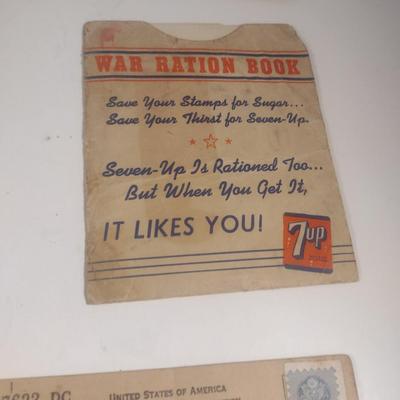 WAR RATION BOOK
Save Your Stamps for Sugar...
Save Your Thirst for Seven-Up.
Seven-Up Is Rationed Too...
But When You Get It,
IT LIKES YOU!
7up
UNITED STATES OF AMERICA